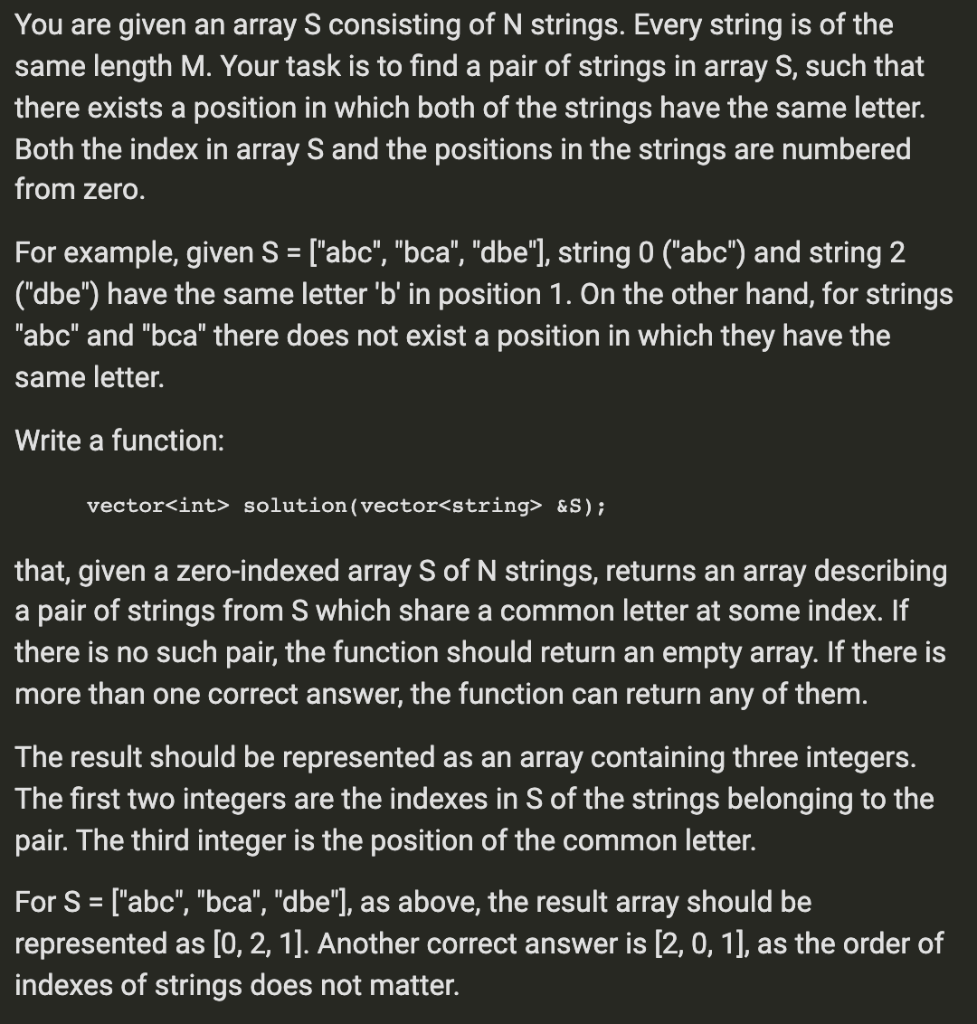 You are given an array S consisting of N strings. Every string is of the
same length M. Your task is to find a pair of strings in array S, such that
there exists a position in which both of the strings have the same letter.
Both the index in array S and the positions in the strings are numbered
from zero.
For example, given S = ["abc", "bca", "dbe"], string 0 ("abc") and string 2
("dbe") have the same letter 'b' in position 1. On the other hand, for strings
"abc" and "bca" there does not exist a position in which they have the
same letter.
Write a function:
vector<int> solution(vector<string> &S);
that, given a zero-indexed array S of N strings, returns an array describing
a pair of strings from S which share a common letter at some index. If
there is no such pair, the function should return an empty array. If there is
more than one correct answer, the function can return any of them.
The result should be represented as an array containing three integers.
The first two integers are the indexes in S of the strings belonging to the
pair. The third integer is the position of the common letter.
For S = ["abc", "bca", "dbe"], as above, the result array should be
represented as [0, 2, 1]. Another correct answer is [2, 0, 1], as the order of
indexes of strings does not matter.